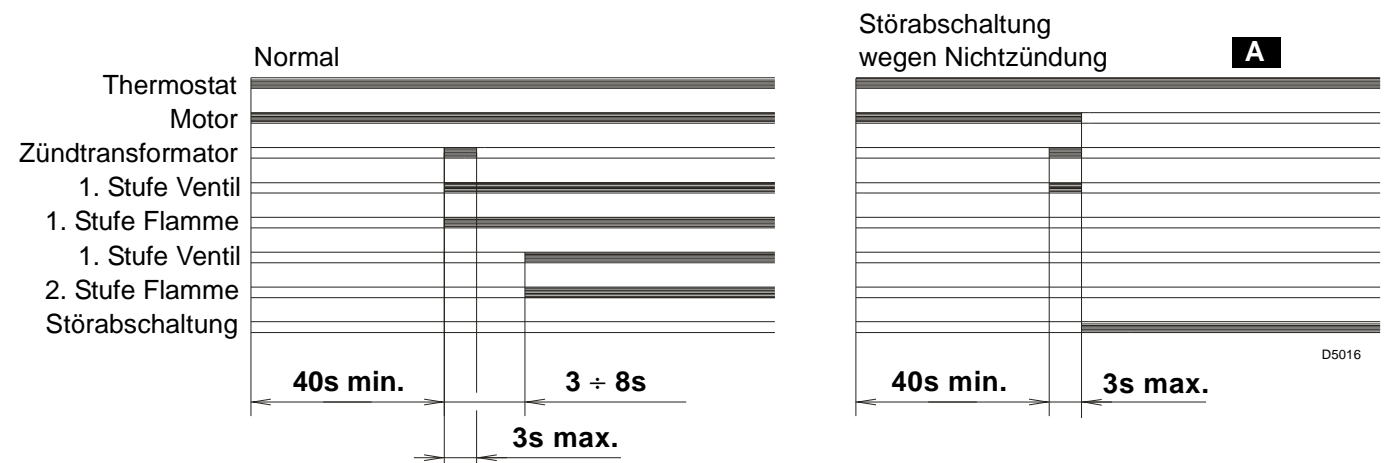 Störabschaltung
wegen Nichtzündung
A
Normal
Thermostat
Motor
Zündtransformator
1. Stufe Ventil
1. Stufe Flamme
1. Stufe Ventil
2. Stufe Flamme
Störabschaltung
D5016
40s min.
3 ÷ 8s
3s max.
40s min.
3s max.